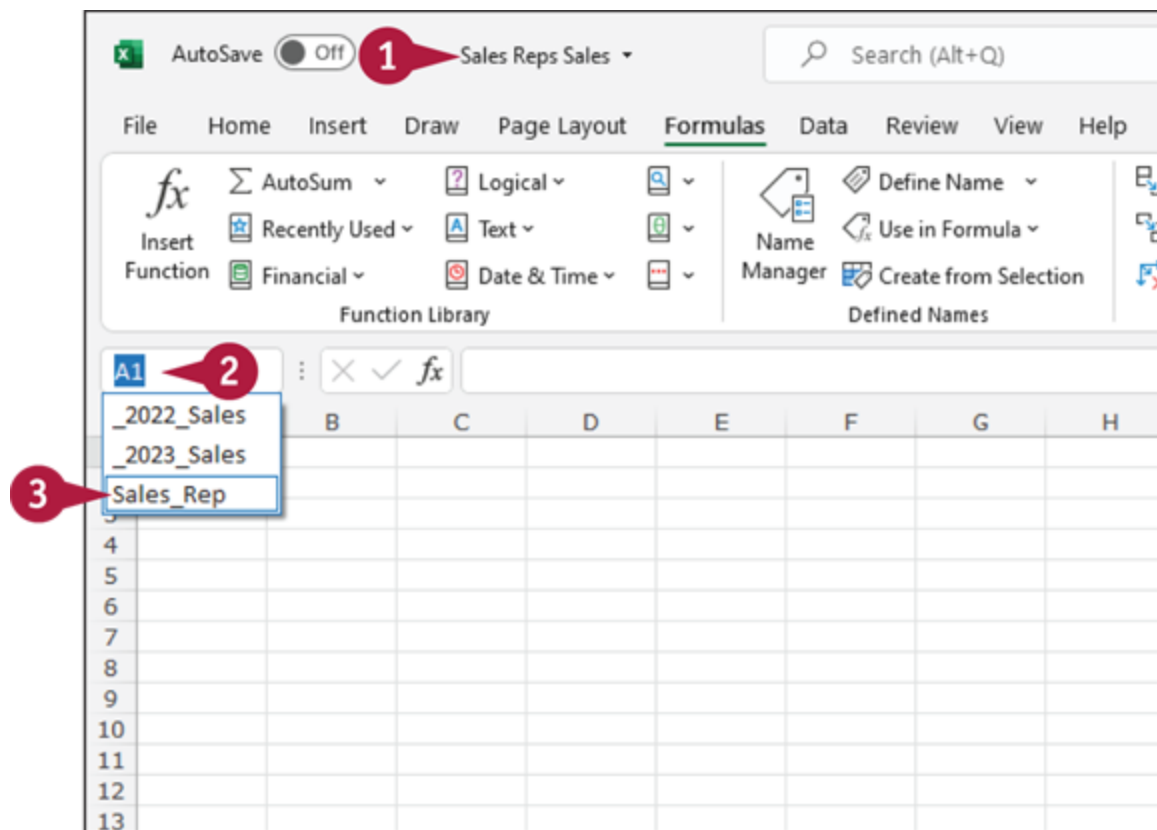 AutoSave Off 1 Sales Reps Sales Search (Alt+Q)
File Home Insert Draw Page Layout Formulas Data Review View Help
fx AutoSum Logical Define Name
Insert Recently Used A Text Name Use in Formula
Function Financial Date & Time Manager Create from Selection
Function Library Defined Names
A1 2 fx
_2022_Sales B C D E F G H
_2023_Sales
3 Sales_Rep
4
5
6
7
8
9
10
11
12
13